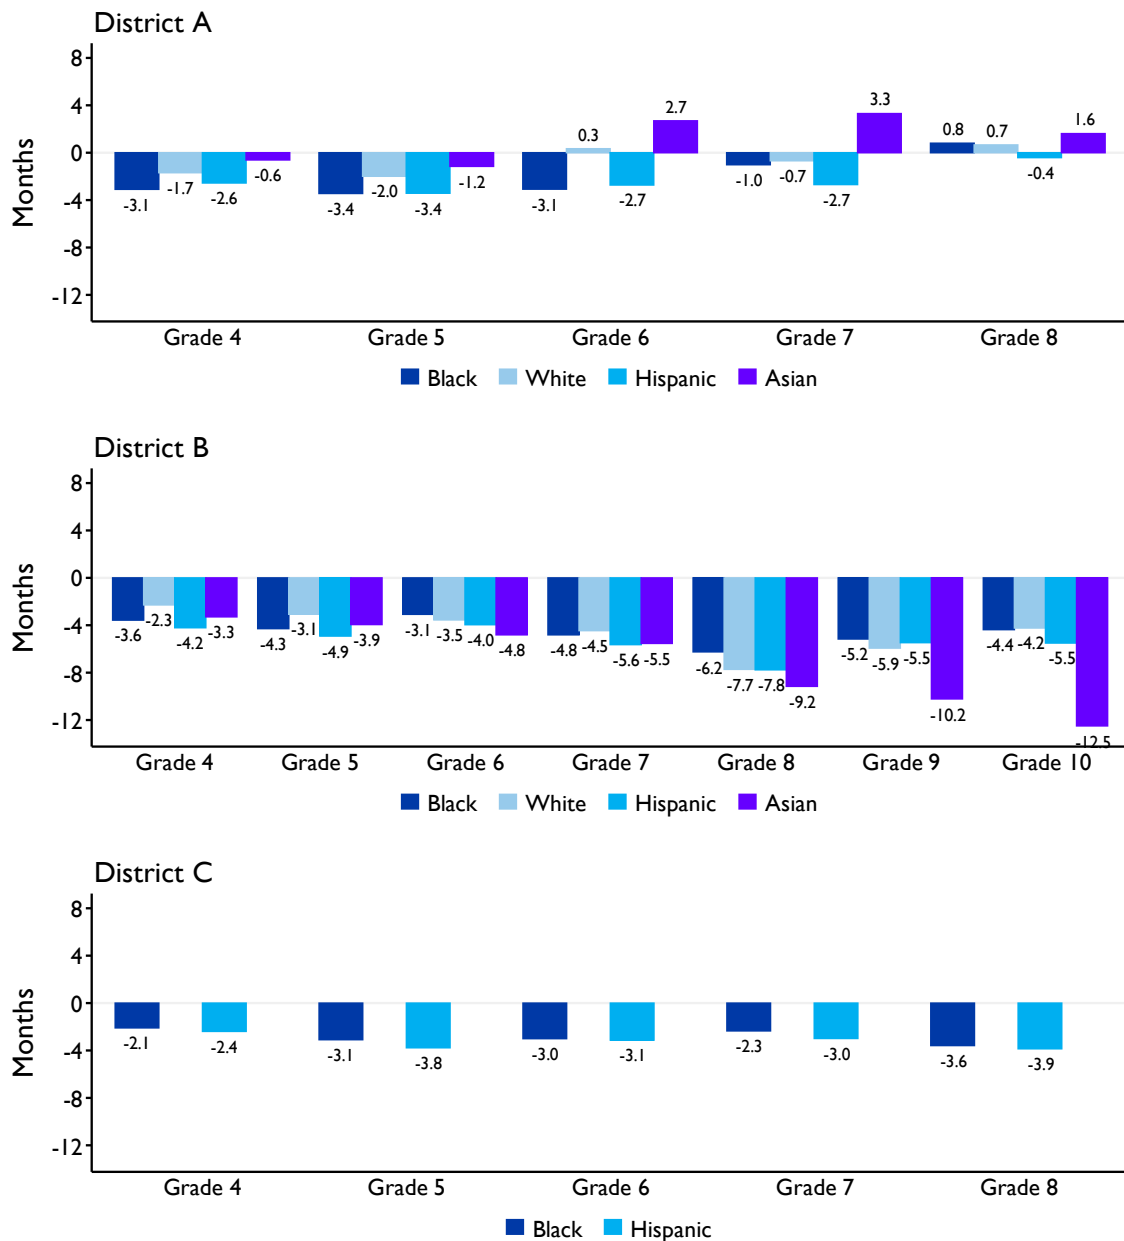 District A
8
4
0
-4
-8
-12
Months
-3.1 -1.7 -2.6 -0.6
-3.4 -2.0 -3.4 -1.2
-3.1 0.3 -2.7 2.7
-1.0 -0.7 -2.7 3.3
0.8 0.7 -0.4 1.6
Grade 4 Grade 5 Grade 6 Grade 7 Grade 8
Black White Hispanic Asian
District B
8
4
0
-4
-8
-12
Months
-3.6 -2.3 -4.2 -3.3
-4.3 -3.1 -4.9 -3.9
-3.1 -3.5 -4.0 -4.8
-4.8 -4.5 -5.6 -5.5
-6.2 -7.7 -7.8 -9.2
-5.2 -5.9 -5.5 -10.2
-4.4 -4.2 -5.5 -12.5
Grade 4 Grade 5 Grade 6 Grade 7 Grade 8 Grade 9 Grade 10
Black White Hispanic Asian
District C
8
4
0
-4
-8
-12
Months
-2.1 -2.4
-3.1 -3.8
-3.0 -3.1
-2.3 -3.0
-3.6 -3.9
Grade 4 Grade 5 Grade 6 Grade 7 Grade 8
Black Hispanic